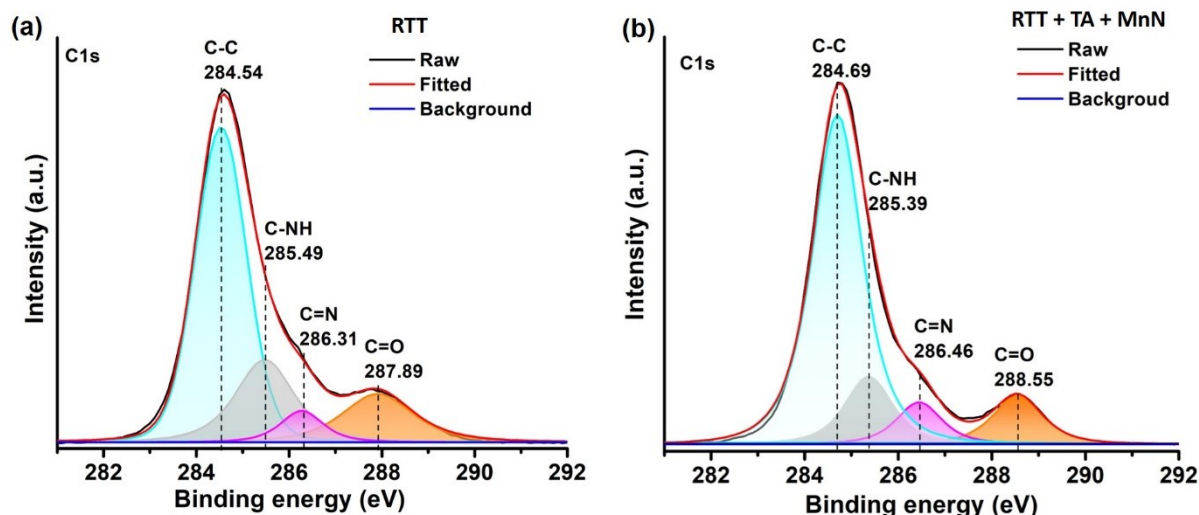 (a)
RTT
C1s
C-C
284.54
Raw
Fitted
Background
C-NH
285.49
C=N
286.31
C=O
287.89
Intensity (a.u.)
282 284 286 288 290 292
Binding energy (eV)
(b)
RTT + TA + MnN
C1s
C-C
284.69
Raw
Fitted
Backgroud
C-NH
285.39
C=N
286.46
C=O
288.55
Intensity (a.u.)
282 284 286 288 290 292
Binding energy (eV)